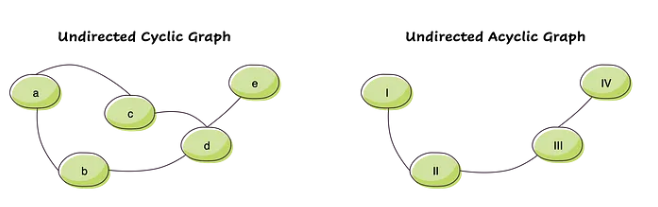 Undirected Cyclic Graph
a
c
e
d
b
Undirected Acyclic Graph
I
IV
III
II